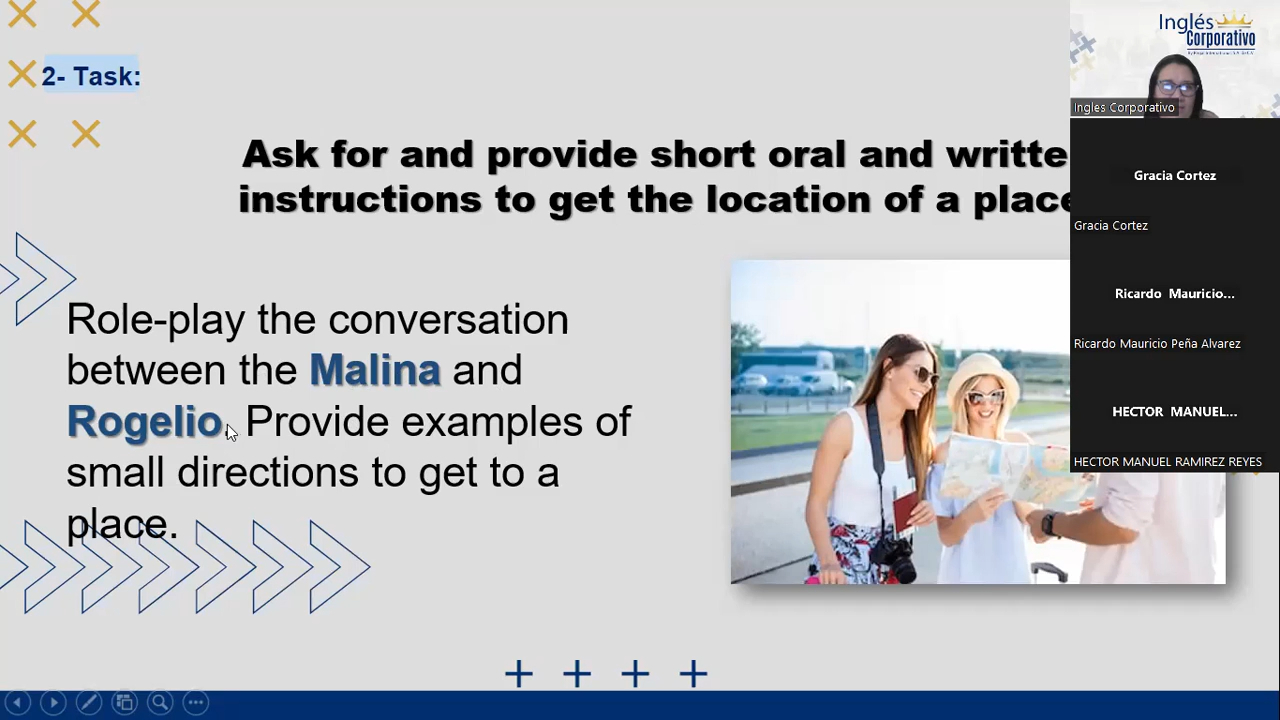 2- Task:
Ask for and provide short oral and writte
instructions to get the location of a place
Role-play the conversation
between the Malina and
Rogelio. Provide examples of
small directions to get to a
place.
Inglés
Corporativo
Ingles Corporativo
Gracia Cortez
Gracia Cortez
Ricardo Mauricio...
Ricardo Mauricio Peña Alvarez
HECTOR MANUEL...
HECTOR MANUEL RAMIREZ REYES